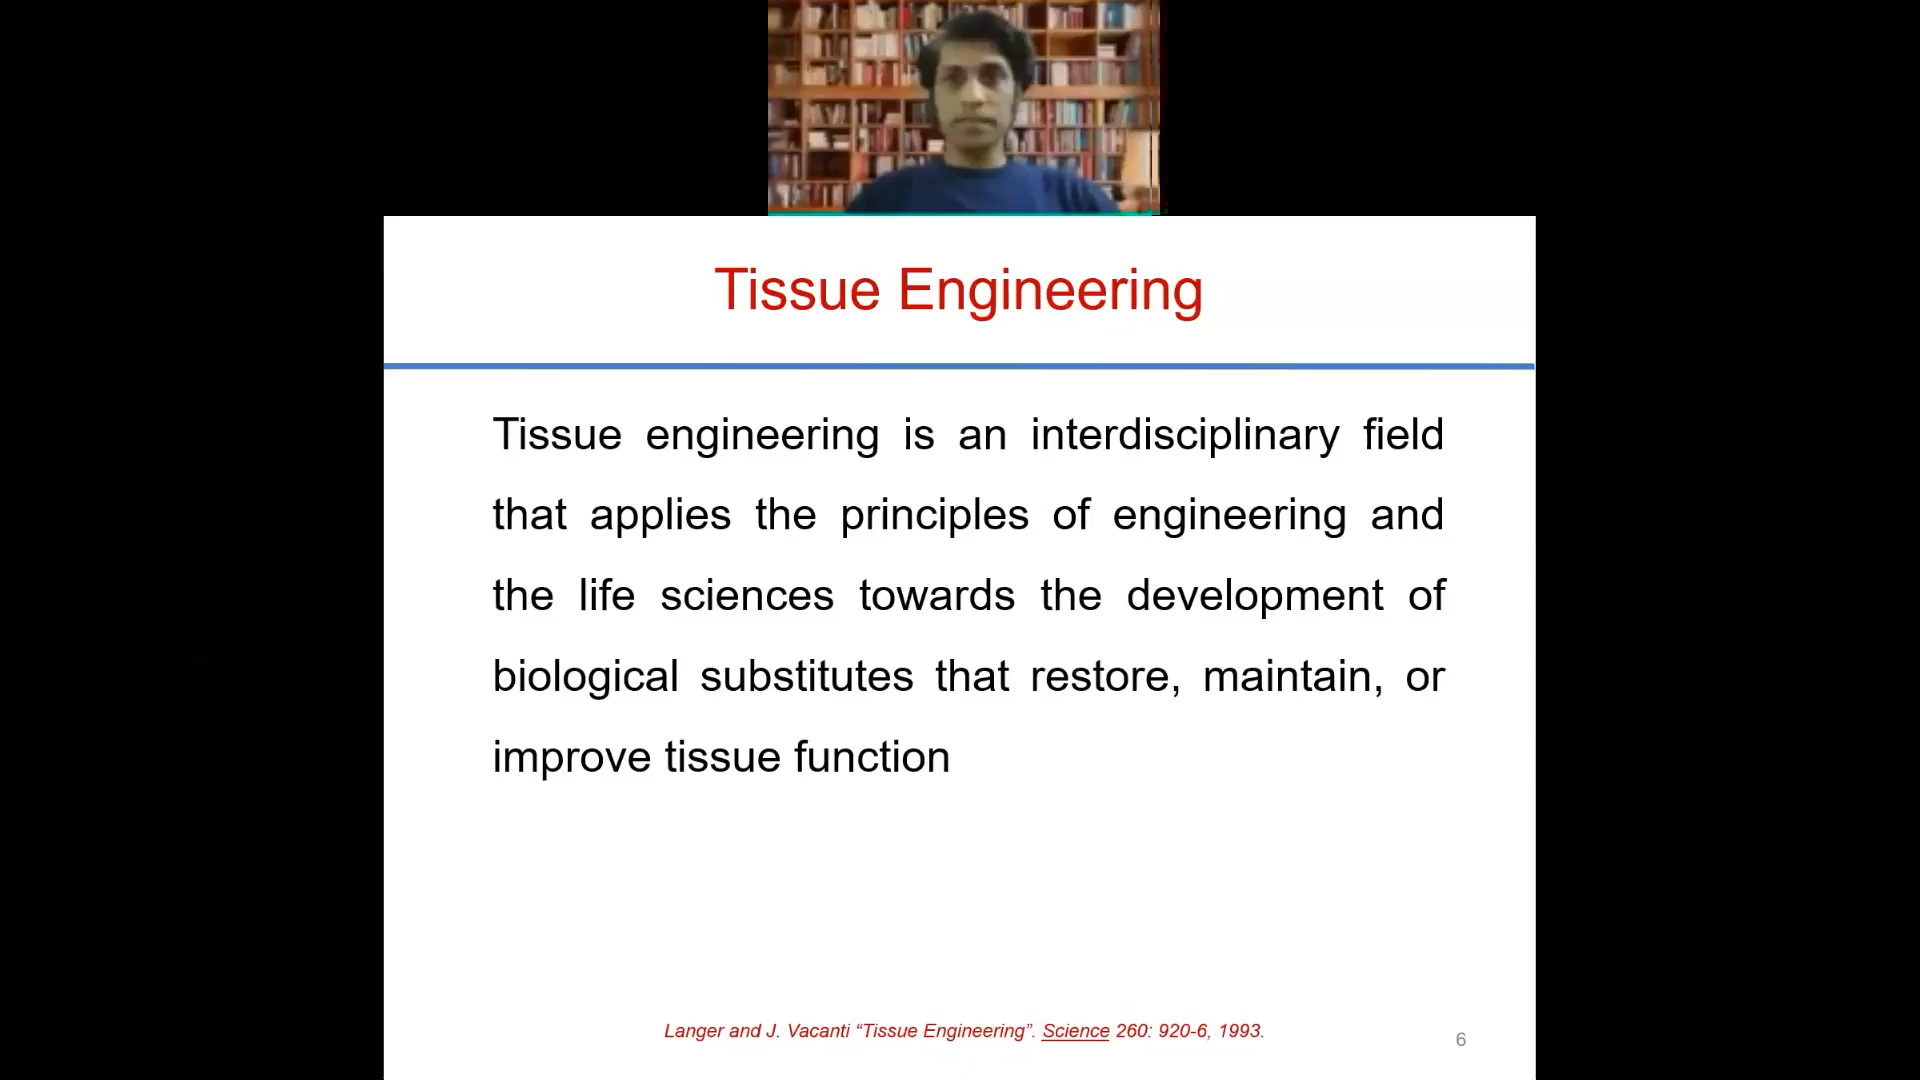 Tissue Engineering
Tissue engineering is an interdisciplinary field
that applies the principles of engineering and
the life sciences towards the development of
biological substitutes that restore, maintain, or
improve tissue function
Langer and J. Vacanti “Tissue Engineering”. Science 260: 920-6, 1993.
6